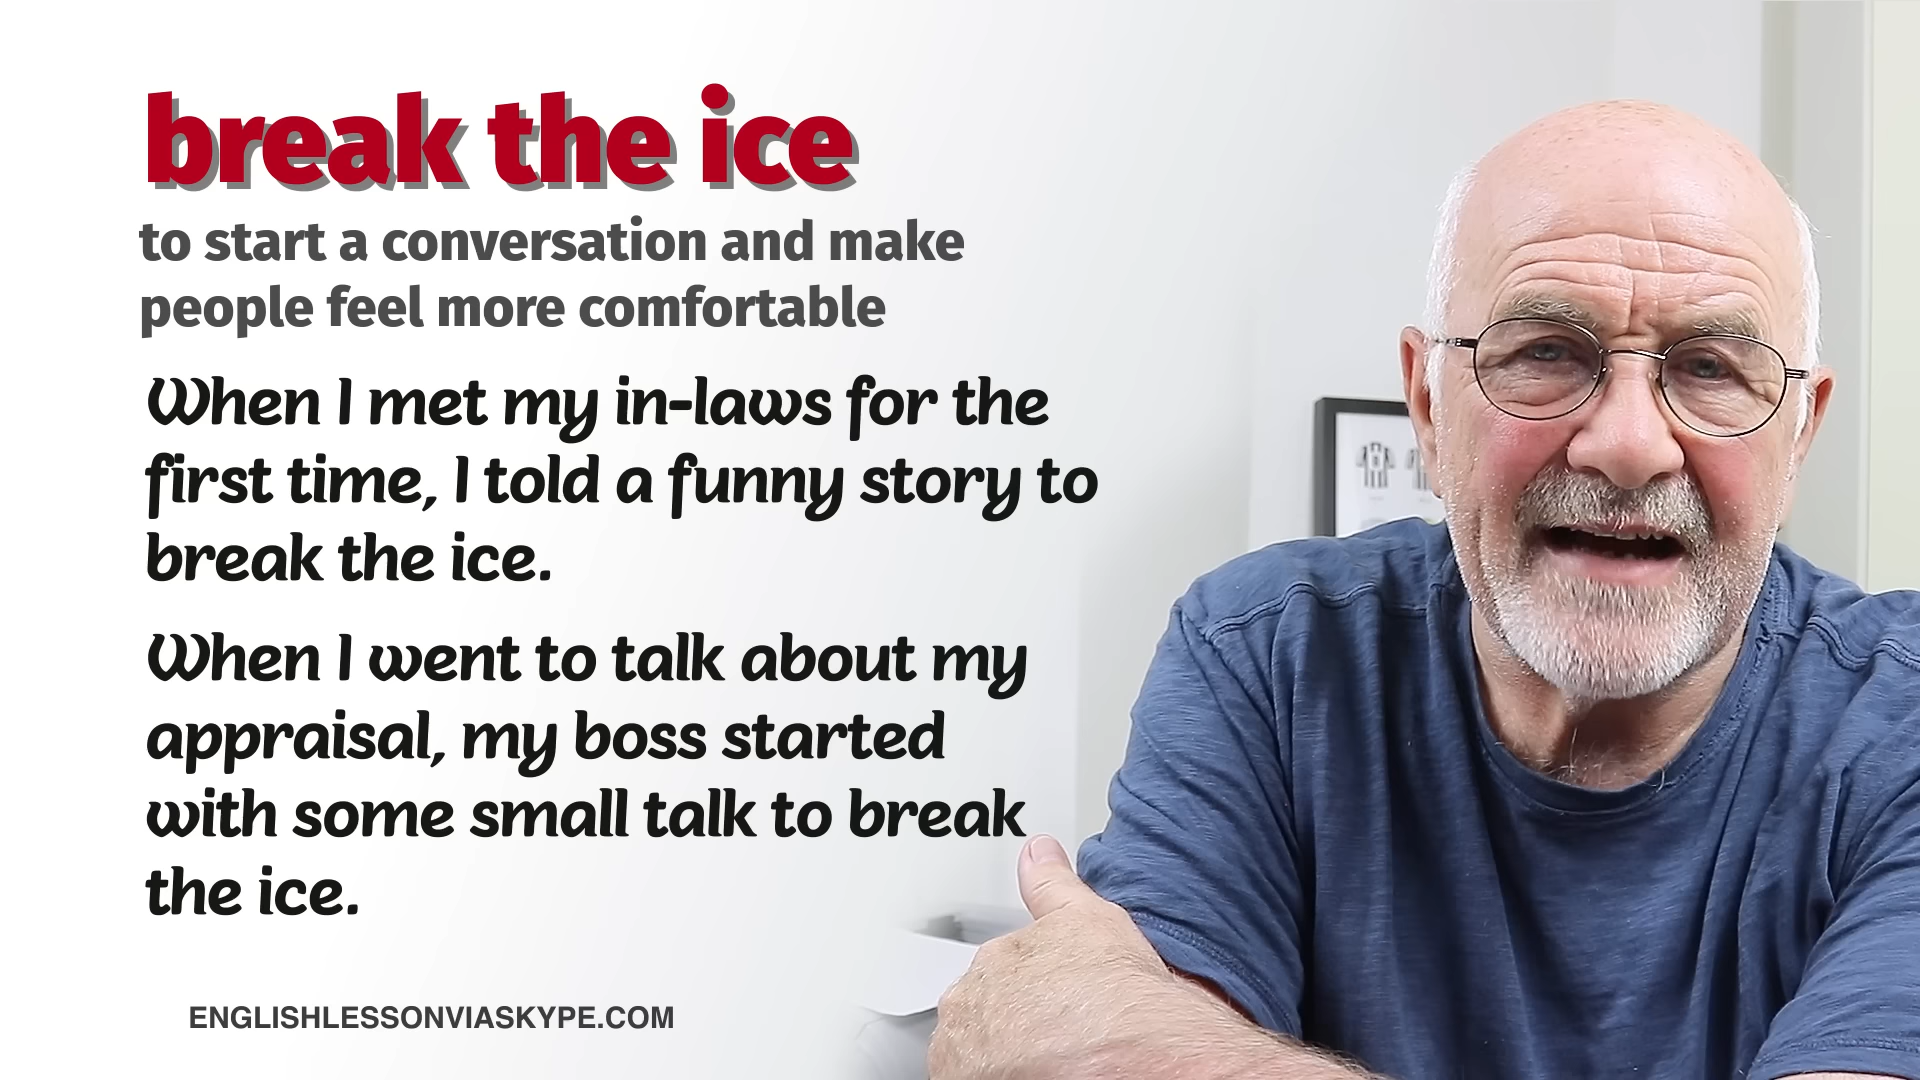 break the ice
to start a conversation and make
people feel more comfortable
When I met my in-laws for the
first time, I told a funny story to
break the ice.
When I went to talk about my
appraisal, my boss started
with some small talk to break
the ice.
ENGLISHLESSONVIASKYPE.COM